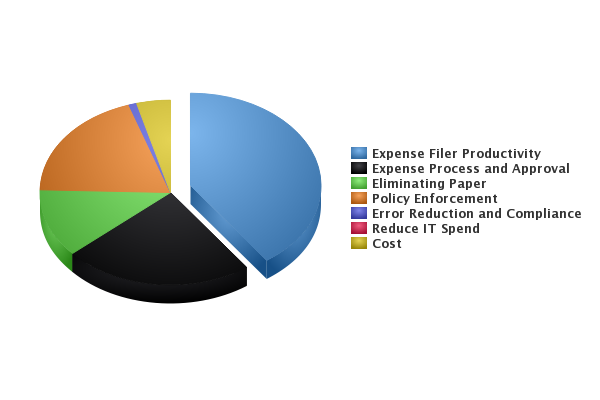 Expense Filer Productivity
Expense Process and Approval
Eliminating Paper
Policy Enforcement
Error Reduction and Compliance
Reduce IT Spend
Cost